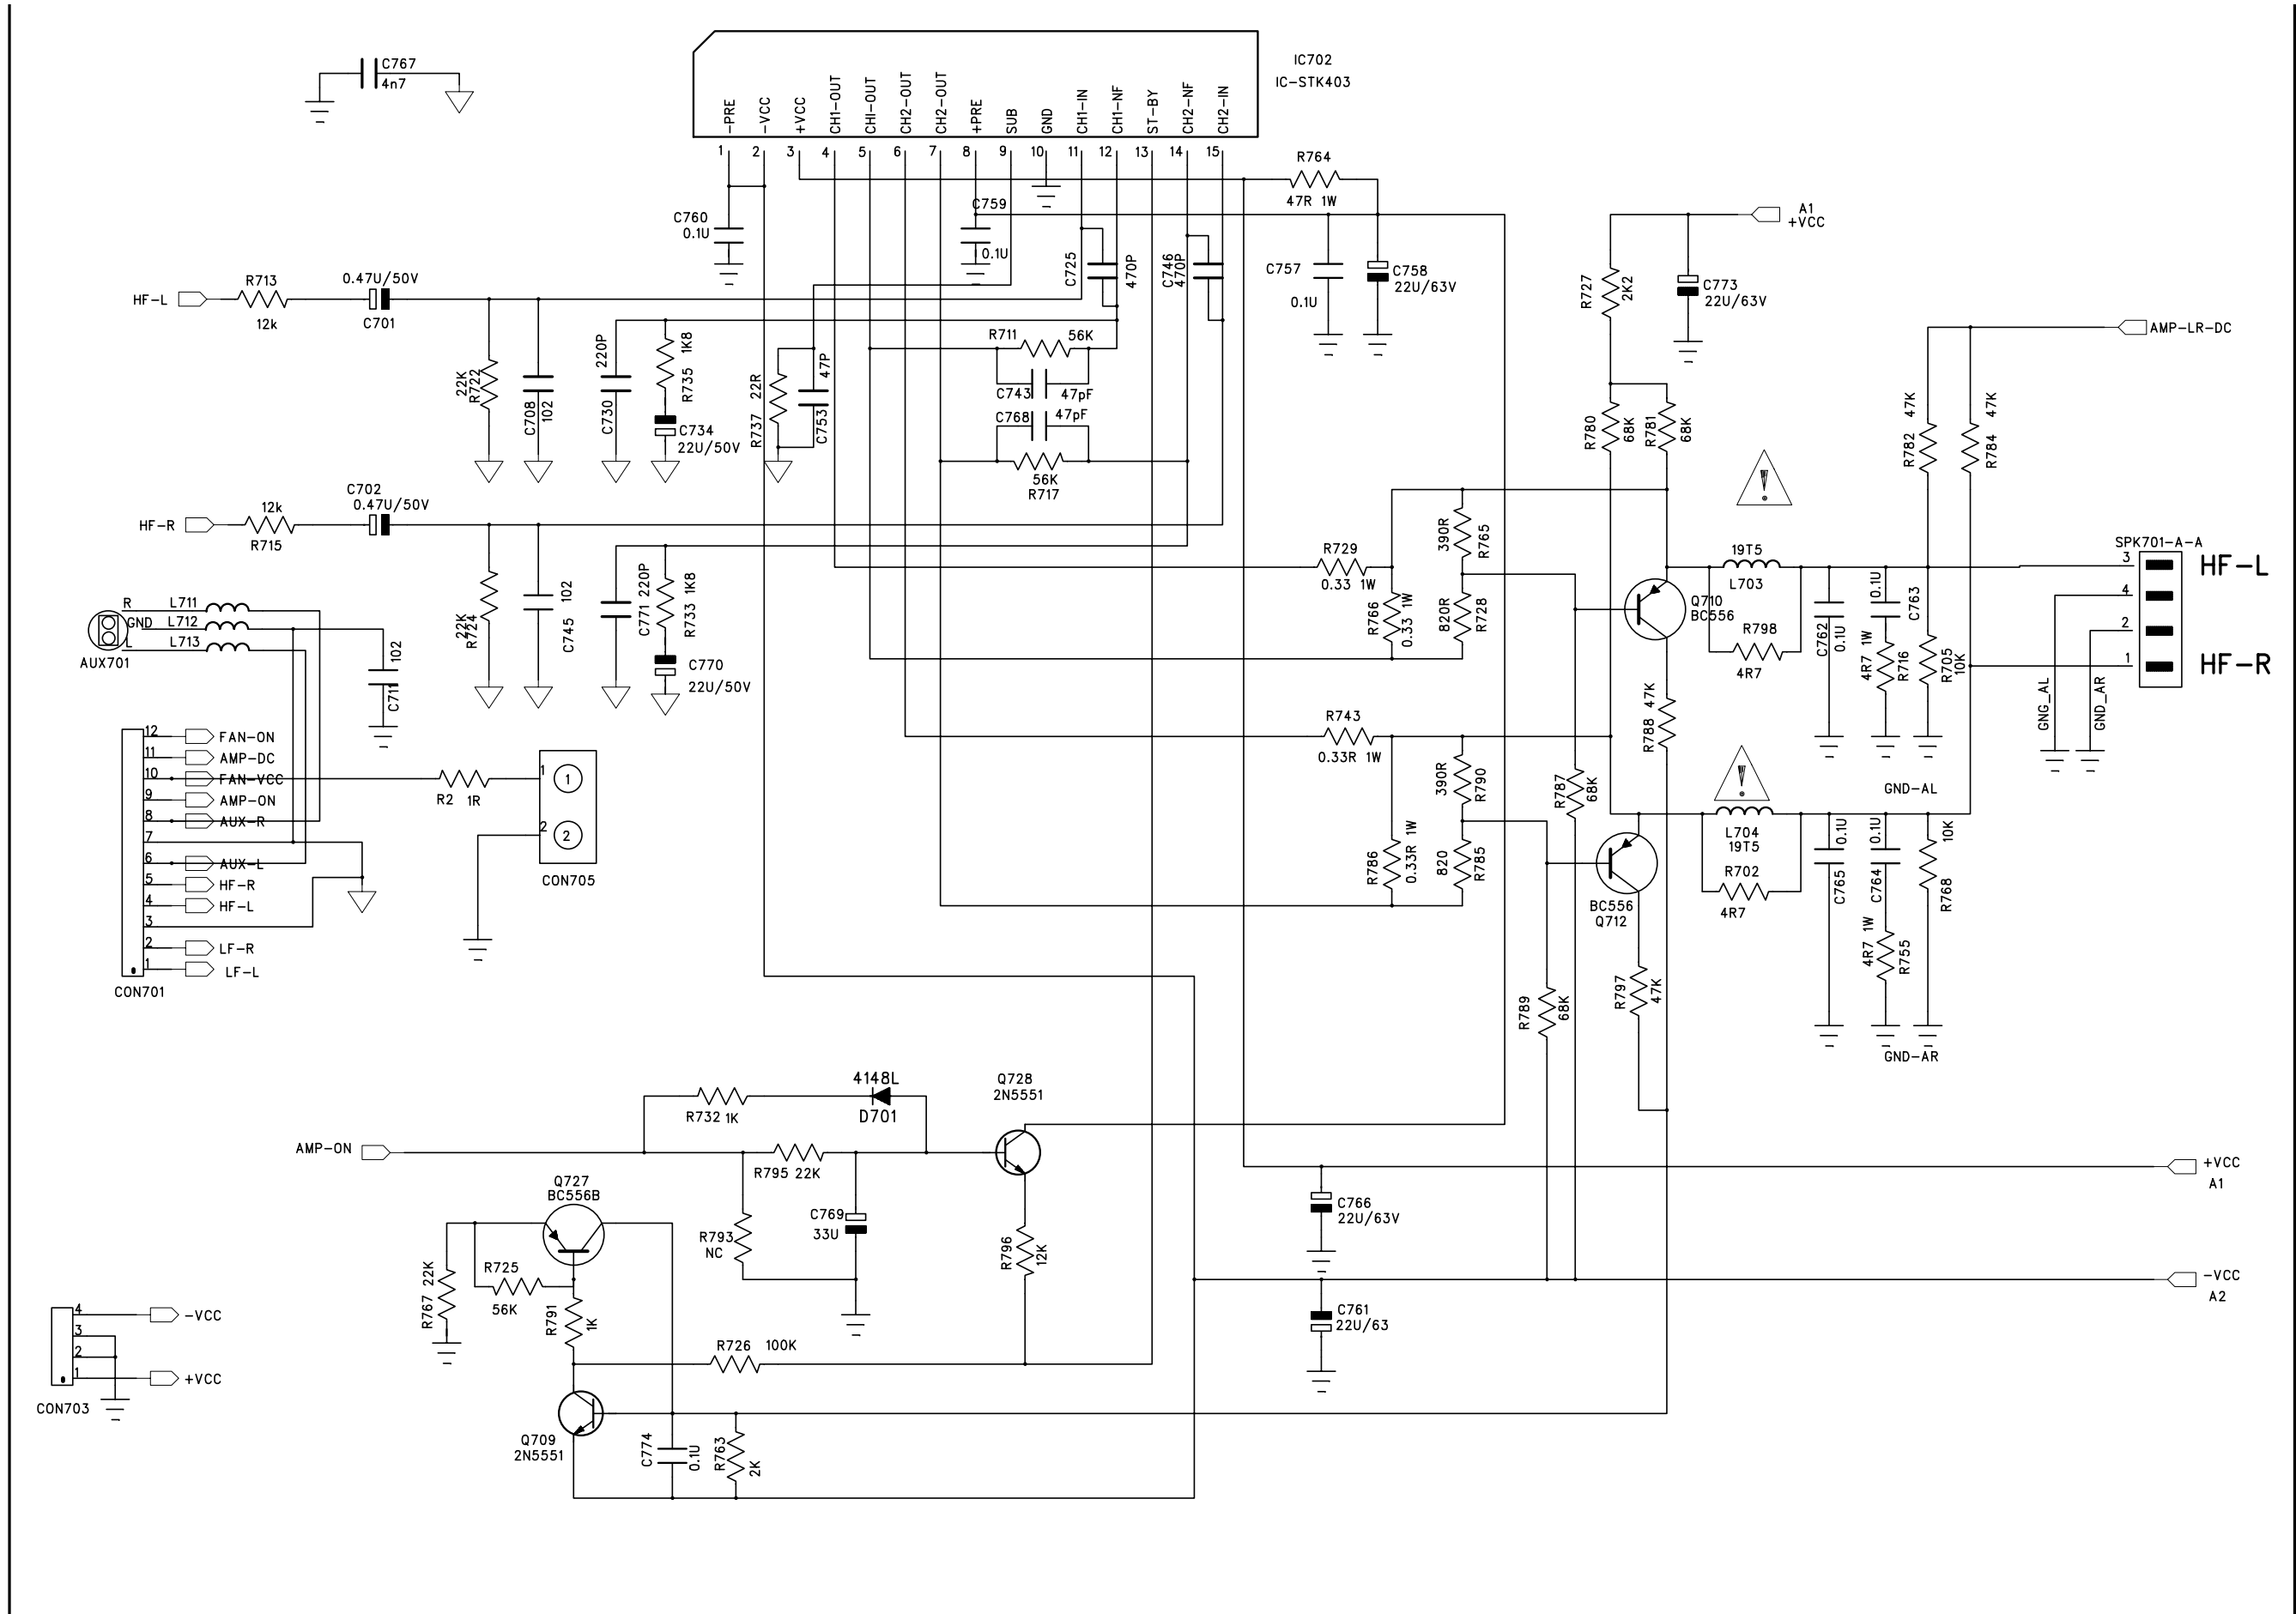 C767
4n7
IC702
IC-STK403
-PRE
-VCC
+VCC
CH1-OUT
CHI-OUT
CH2-OUT
CH2-OUT
+PRE
SUB
GND
CH1-IN
CH1-NF
ST-BY
CH2-NF
CH2-IN
1 2 3 4 5 6 7 8 9 10 11 12 13 14 15
R764
47R 1W
C760
0.1U
C759
0.1U
C725
470P
C746
470P
C757
0.1U
C758
22U/63V
A1
+VCC
R727
2K2
C773
22U/63V
AMP-LR-DC
HF-L
R713
12k
0.47U/50V
C701
22K
R722
C708
102
220P
C730
1K8
R735
C734
22U/50V
R737 22R
47P
C753
R711
56K
C743
47pF
C768
47pF
56K
R717
R780
68K
R781
68K
R782 47K
47K
R784
HF-R
12k
R715
C702
0.47U/50V
22K
R724
C745
102
C771 220P
R733 1K8
C770
22U/50V
R729
0.33 1W
R766
0.33 1W
390R
R765
820R
R728
Q710
BC556
19T5
L703
R798
4R7
C762
0.1U
0.1U
C763
4R7 1W
R716
R705
10K
SPK701-A-A
3
4
2
1
HF-L
HF-R
GNG_AL
GND_AR
AUX701
R
GND
L
L711
L712
L713
102
C711
12
11
10
9
8
7
6
5
4
3
2
1
FAN-ON
AMP-DC
FAN-VCC
AMP-ON
AUX-R
AUX-L
HF-R
HF-L
LF-R
LF-L
CON701
R2 1R
1
1
2
2
CON705
R743
0.33R 1W
R786
0.33R 1W
390R
R790
820
R785
R787
68K
R788 47K
BC556
Q712
L704
19T5
R702
4R7
GND-AL
C765
0.1U
0.1U
C764
4R7 1W
R755
10K
R768
GND-AR
R789
68K
R797
47K
AMP-ON
R732 1K
4148L
D701
Q728
2N5551
R795 22K
R793
NC
C769
33U
R796
12K
Q727
BC556B
R767 22K
R725
56K
R791
1K
R726 100K
Q709
2N5551
C774
0.1U
R763
2K
C766
22U/63V
C761
22U/63
+VCC
A1
-VCC
A2
4
3
2
1
-VCC
+VCC
CON703